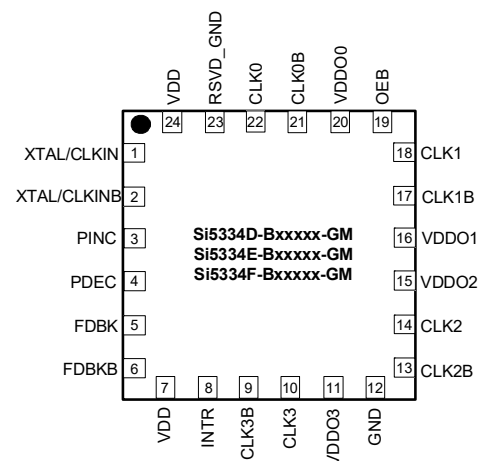 VDD
RSVD_GND
CLK0
CLK0B
VDDO0
OEB
24
23
22
21
20
19
XTAL/CLKIN 1
18 CLK1
XTAL/CLKINB 2
17 CLK1B
PINC 3
Si5334D-Bxxxxx-GM
16 VDDO1
Si5334E-Bxxxxx-GM
Si5334F-Bxxxxx-GM
PDEC 4
15 VDDO2
FDBK 5
14 CLK2
FDBKB 6
13 CLK2B
7
8
9
10
11
12
VDD
INTR
CLK3B
CLK3
VDDO3
GND